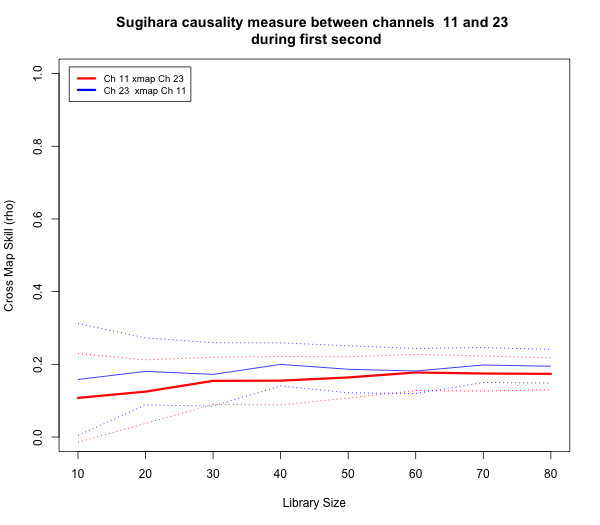 Sugihara causality measure between channels  11 and 23
during first second
Ch 11 xmap Ch 23
Ch 23  xmap Ch 11
Cross Map Skill (rho)
1.0
0.8
0.6
0.4
0.2
0.0
10 20 30 40 50 60 70 80
Library Size